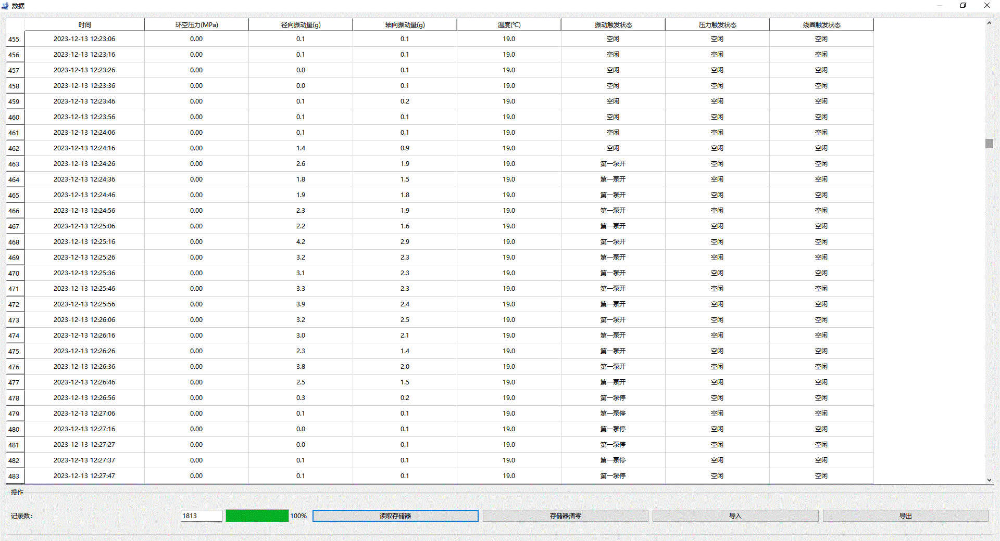 数据
时间 环空压力(MPa) 径向振动量(g) 轴向振动量(g) 温度(℃) 振动触发状态 压力触发状态 线圈触发状态
455 2023-12-13 12:23:06 0.00 0.1 0.1 19.0 空闲 空闲 空闲
456 2023-12-13 12:23:16 0.00 0.1 0.1 19.0 空闲 空闲 空闲
457 2023-12-13 12:23:26 0.00 0.0 0.1 19.0 空闲 空闲 空闲
458 2023-12-13 12:23:36 0.00 0.0 0.1 19.0 空闲 空闲 空闲
459 2023-12-13 12:23:46 0.00 0.1 0.2 19.0 空闲 空闲 空闲
460 2023-12-13 12:23:56 0.00 0.1 0.1 19.0 空闲 空闲 空闲
461 2023-12-13 12:24:06 0.00 0.1 0.1 19.0 空闲 空闲 空闲
462 2023-12-13 12:24:16 0.00 1.4 0.9 19.0 空闲 空闲 空闲
463 2023-12-13 12:24:26 0.00 2.6 1.9 19.0 第一泵开 空闲 空闲
464 2023-12-13 12:24:36 0.00 1.8 1.5 19.0 第一泵开 空闲 空闲
465 2023-12-13 12:24:46 0.00 1.9 1.8 19.0 第一泵开 空闲 空闲
466 2023-12-13 12:24:56 0.00 2.3 1.9 19.0 第一泵开 空闲 空闲
467 2023-12-13 12:25:06 0.00 2.2 1.6 19.0 第一泵开 空闲 空闲
468 2023-12-13 12:25:16 0.00 4.2 2.9 19.0 第一泵开 空闲 空闲
469 2023-12-13 12:25:26 0.00 3.2 2.3 19.0 第一泵开 空闲 空闲
470 2023-12-13 12:25:36 0.00 3.1 2.3 19.0 第一泵开 空闲 空闲
471 2023-12-13 12:25:46 0.00 3.3 2.3 19.0 第一泵开 空闲 空闲
472 2023-12-13 12:25:56 0.00 3.9 2.4 19.0 第一泵开 空闲 空闲
473 2023-12-13 12:26:06 0.00 3.2 2.5 19.0 第一泵开 空闲 空闲
474 2023-12-13 12:26:16 0.00 3.0 2.1 19.0 第一泵开 空闲 空闲
475 2023-12-13 12:26:26 0.00 2.3 1.4 19.0 第一泵开 空闲 空闲
476 2023-12-13 12:26:36 0.00 3.8 2.0 19.0 第一泵开 空闲 空闲
477 2023-12-13 12:26:46 0.00 2.5 1.5 19.0 第一泵开 空闲 空闲
478 2023-12-13 12:26:56 0.00 0.3 0.2 19.0 第一泵停 空闲 空闲
479 2023-12-13 12:27:06 0.00 0.1 0.1 19.0 第一泵停 空闲 空闲
480 2023-12-13 12:27:16 0.00 0.0 0.1 19.0 第一泵停 空闲 空闲
481 2023-12-13 12:27:27 0.00 0.0 0.1 19.0 第一泵停 空闲 空闲
482 2023-12-13 12:27:37 0.00 0.1 0.1 19.0 第一泵停 空闲 空闲
483 2023-12-13 12:27:47 0.00 0.1 0.1 19.0 第一泵停 空闲 空闲
操作
记录数: 1813 100% 读取存储器 存储器清零 导入 导出